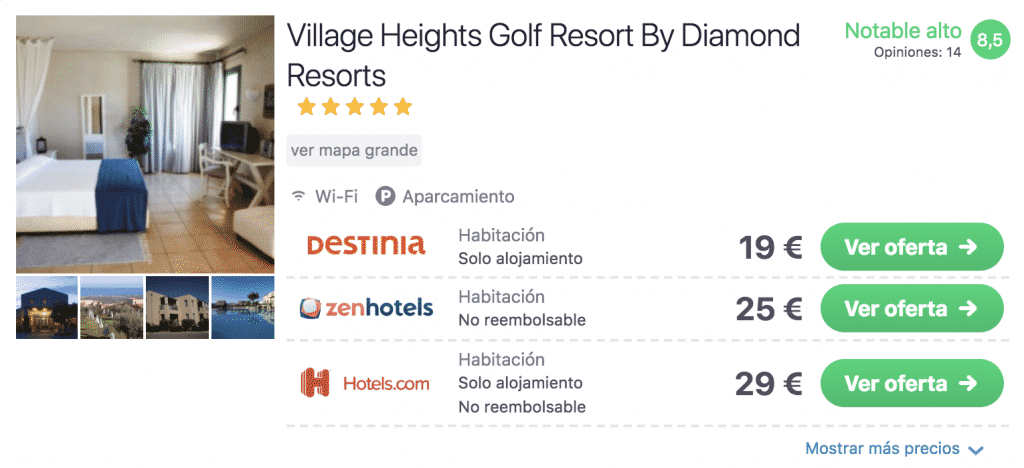 Village Heights Golf Resort By Diamond
Resorts
Notable alto
Opiniones: 14
8,5
ver mapa grande
Wi-Fi P Aparcamiento
DESTINIA
Habitación
Solo alojamiento
19 €
Ver oferta →
zenhotels
Habitación
No reembolsable
25 €
Ver oferta →
H Hotels.com
Habitación
Solo alojamiento
No reembolsable
29 €
Ver oferta →
Mostrar más precios